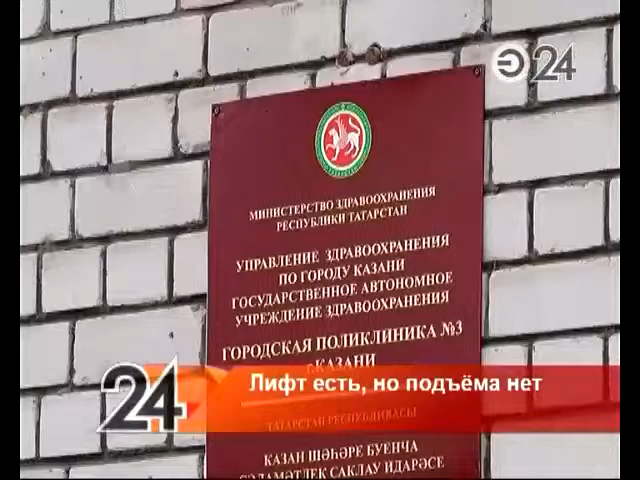 Э24
МИНИСТЕРСТВО ЗДРАВООХРАНЕНИЯ
РЕСПУБЛИКИ ТАТАРСТАН
УПРАВЛЕНИЕ ЗДРАВООХРАНЕНИЯ
ПО ГОРОДУ КАЗАНИ
ГОСУДАРСТВЕННОЕ АВТОНОМНОЕ
УЧРЕЖДЕНИЕ ЗДРАВООХРАНЕНИЯ
ГОРОДСКАЯ ПОЛИКЛИНИКА №3
Г.КАЗАНИ
24
Лифт есть, но подъёма нет
ТАТАРСТАН РЕСПУБЛИКАСЫ
КАЗАН ШӘҺӘРЕ БУЕНЧА
СӘЛАМӘТЛЕК САКЛАУ ИДАРӘСЕ